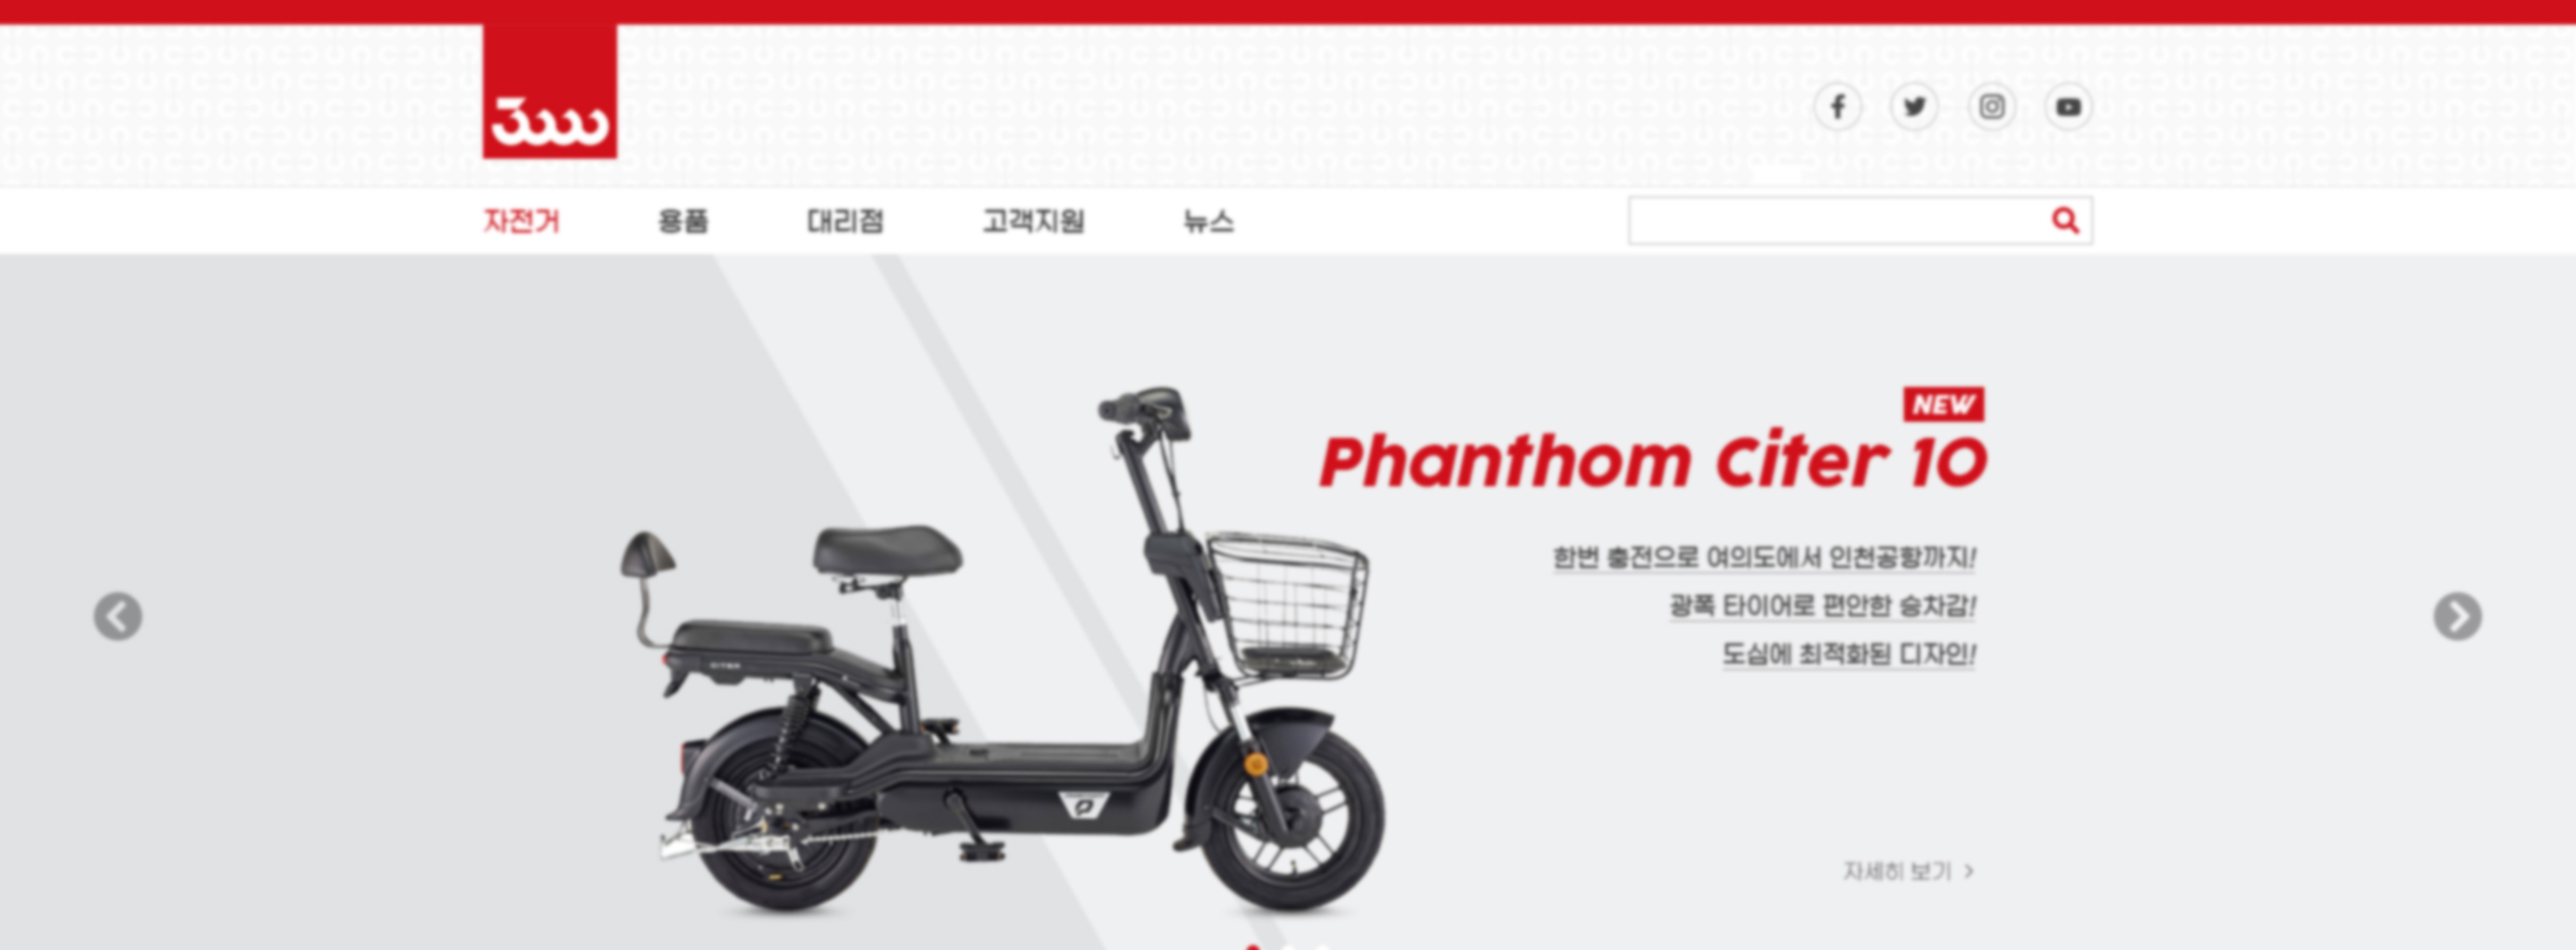 3www
자전거 용품 대리점 고객지원 뉴스
NEW
Phanthom Citer 10
한번 충전으로 여의도에서 인천공항까지!
광폭 타이어로 편안한 승차감!
도심에 최적화된 디자인!
CITER
자세히 보기 >